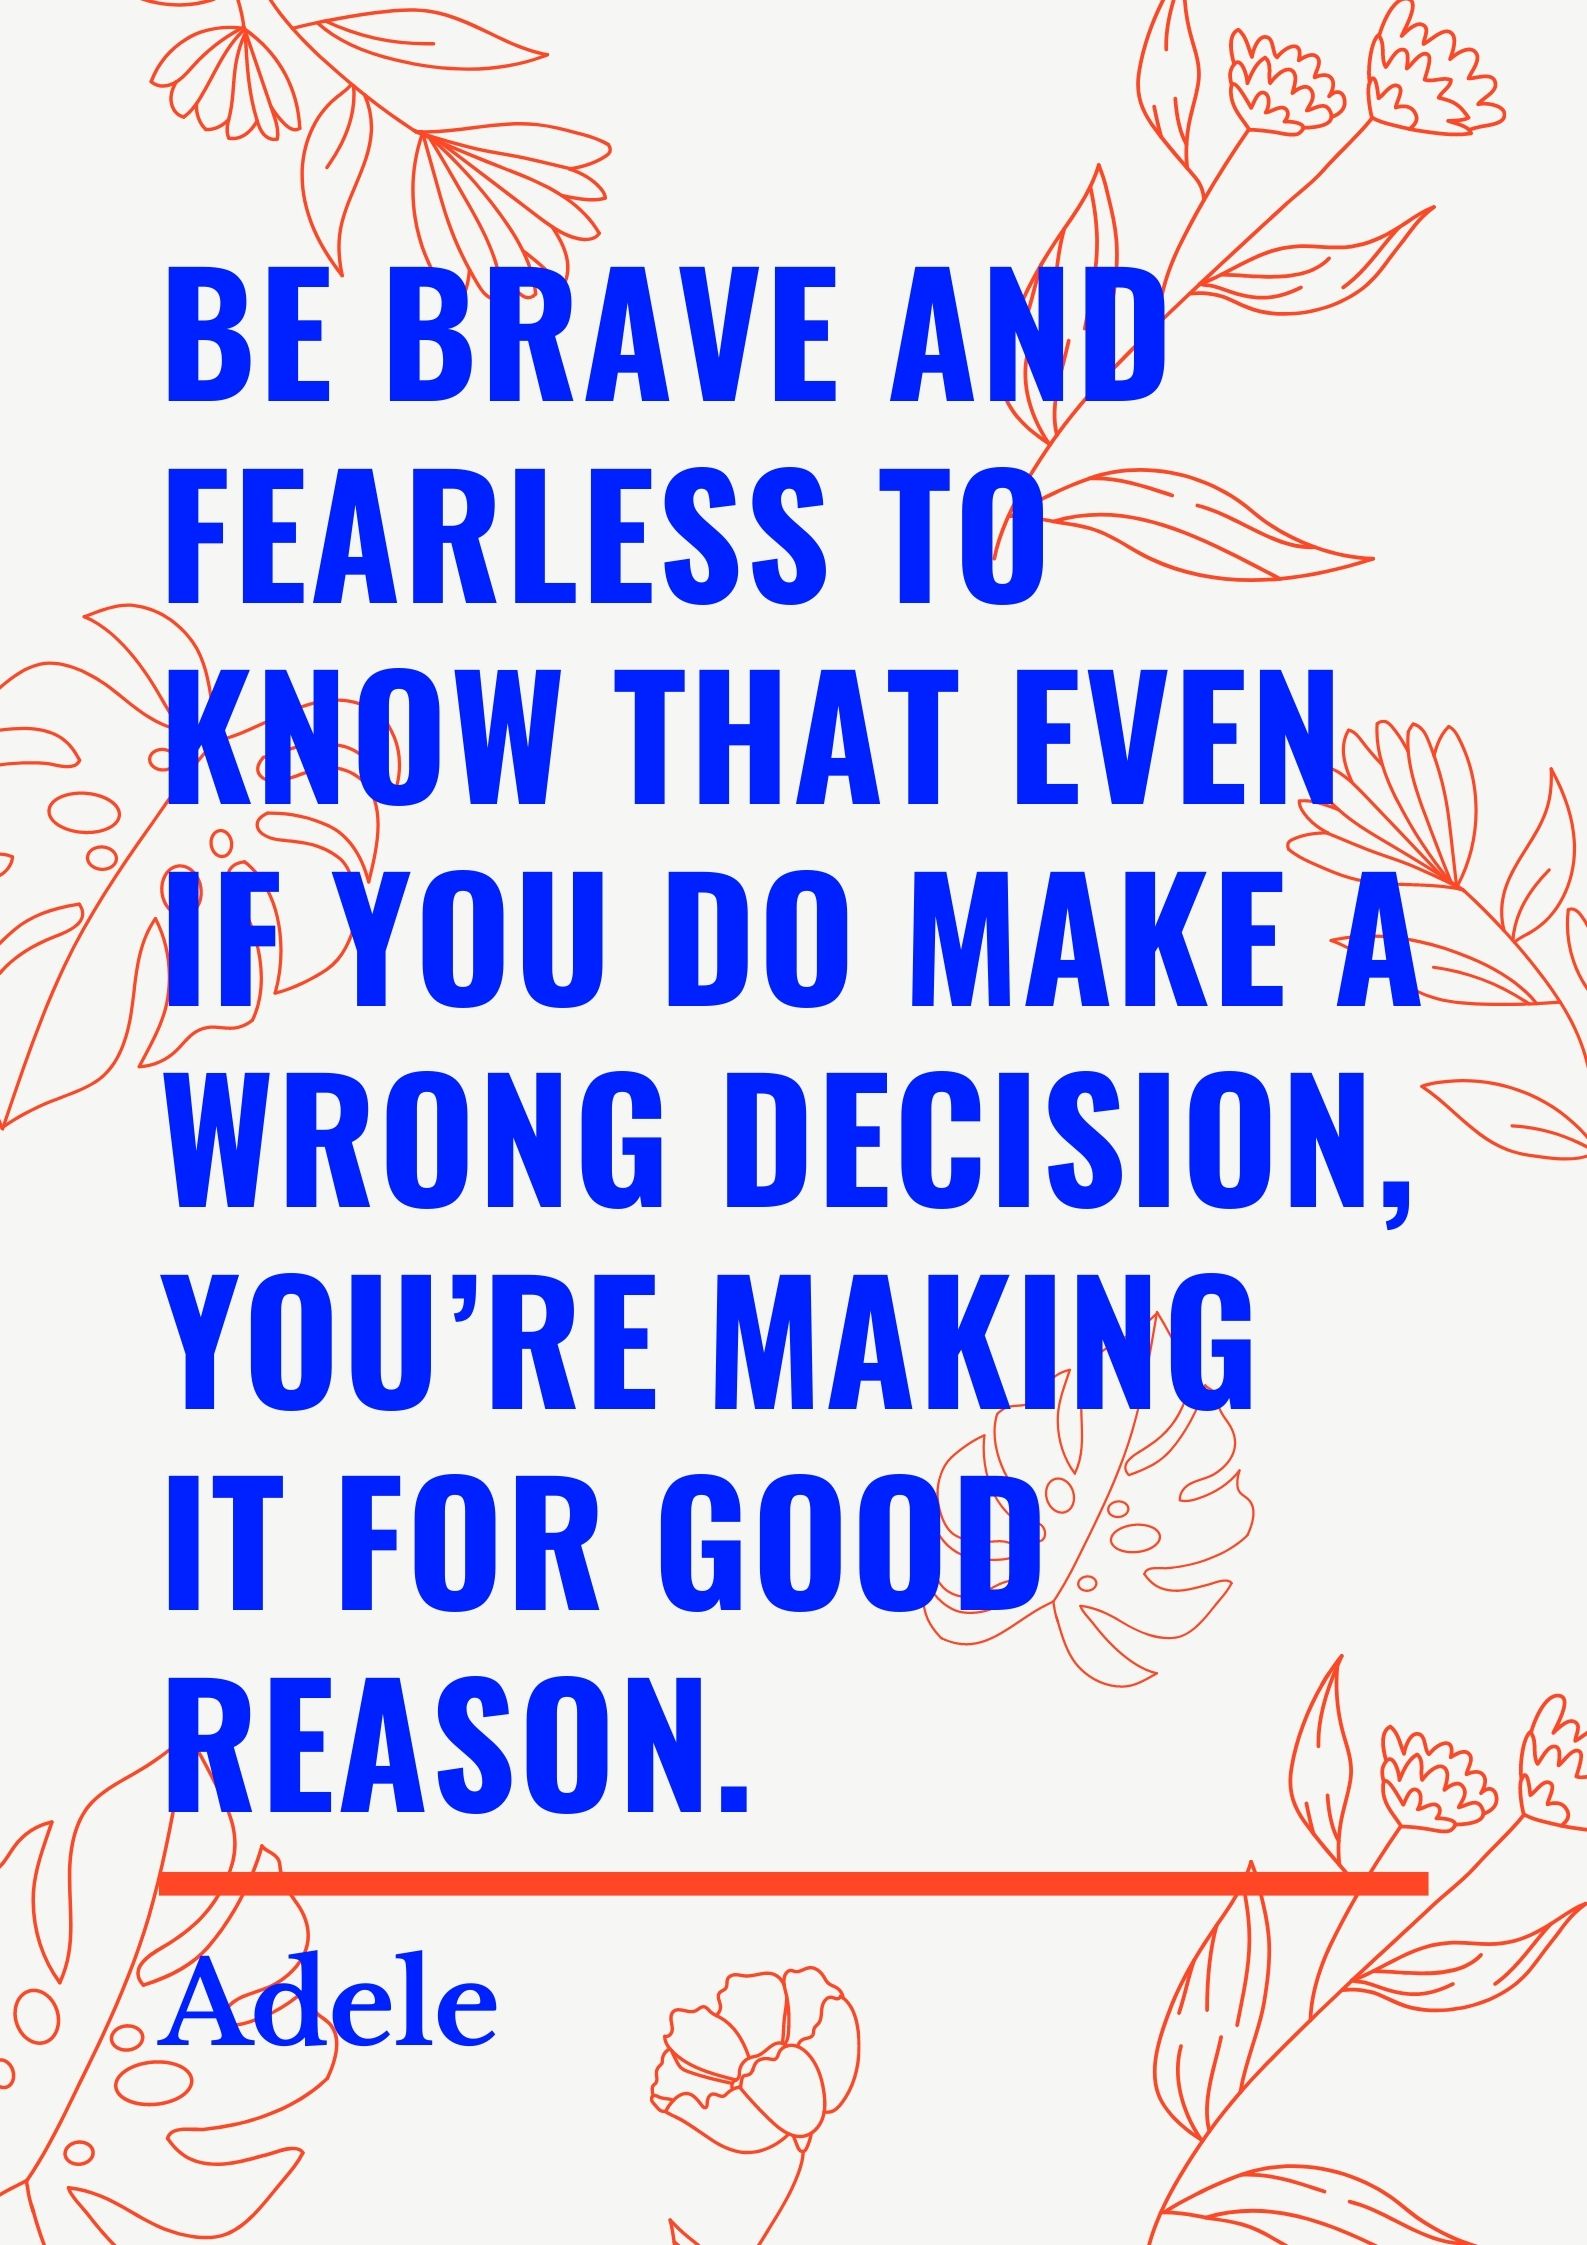 BE BRAVE AND
FEARLESS TO
KNOW THAT EVEN
IF YOU DO MAKE A
WRONG DECISION,
YOU’RE MAKING
IT FOR GOOD
REASON.
Adele